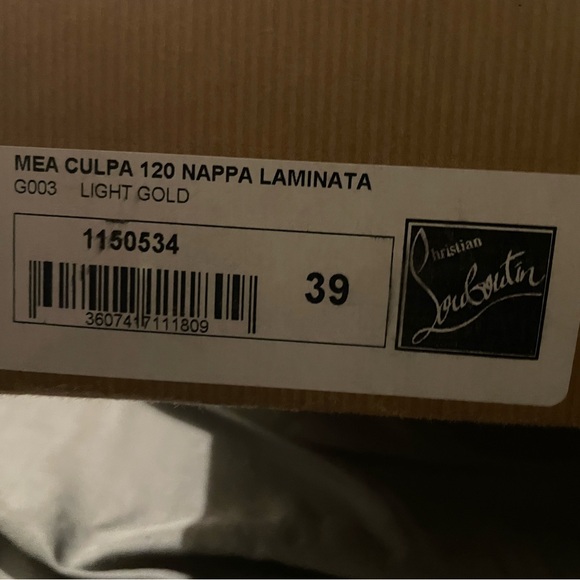 MEA CULPA 120 NAPPA LAMINATA
G003 LIGHT GOLD
1150534
3607417111809
39
Christian
Louboutin